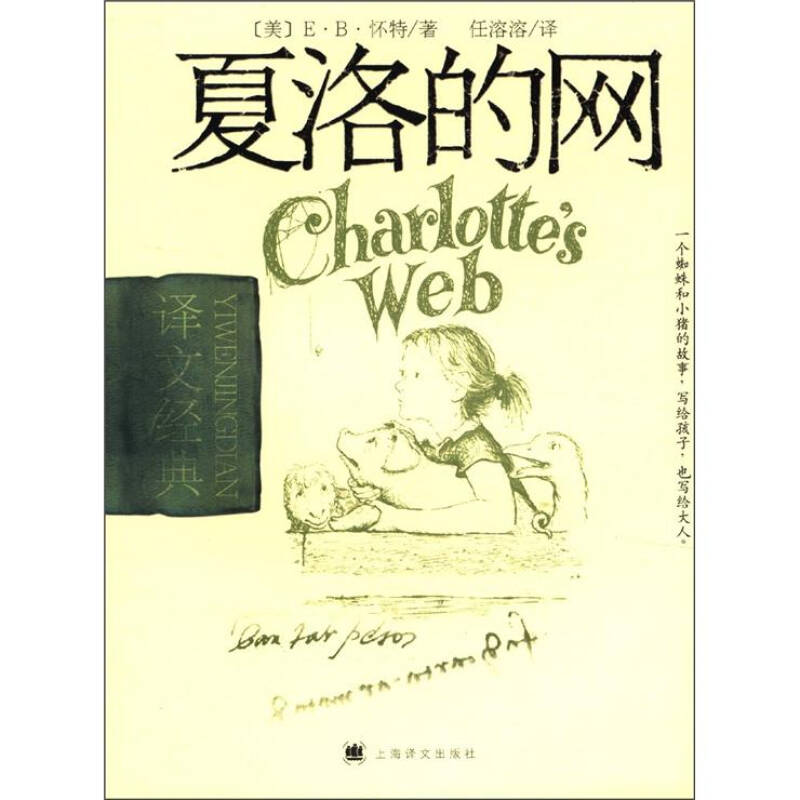 ［美］E·B·怀特/著　任溶溶/译
夏洛的网
Charlotte's
Web
一个蜘蛛和小猪的故事，写给孩子，也写给大人。
译文经典
YIWENJINGDIAN
上海译文出版社